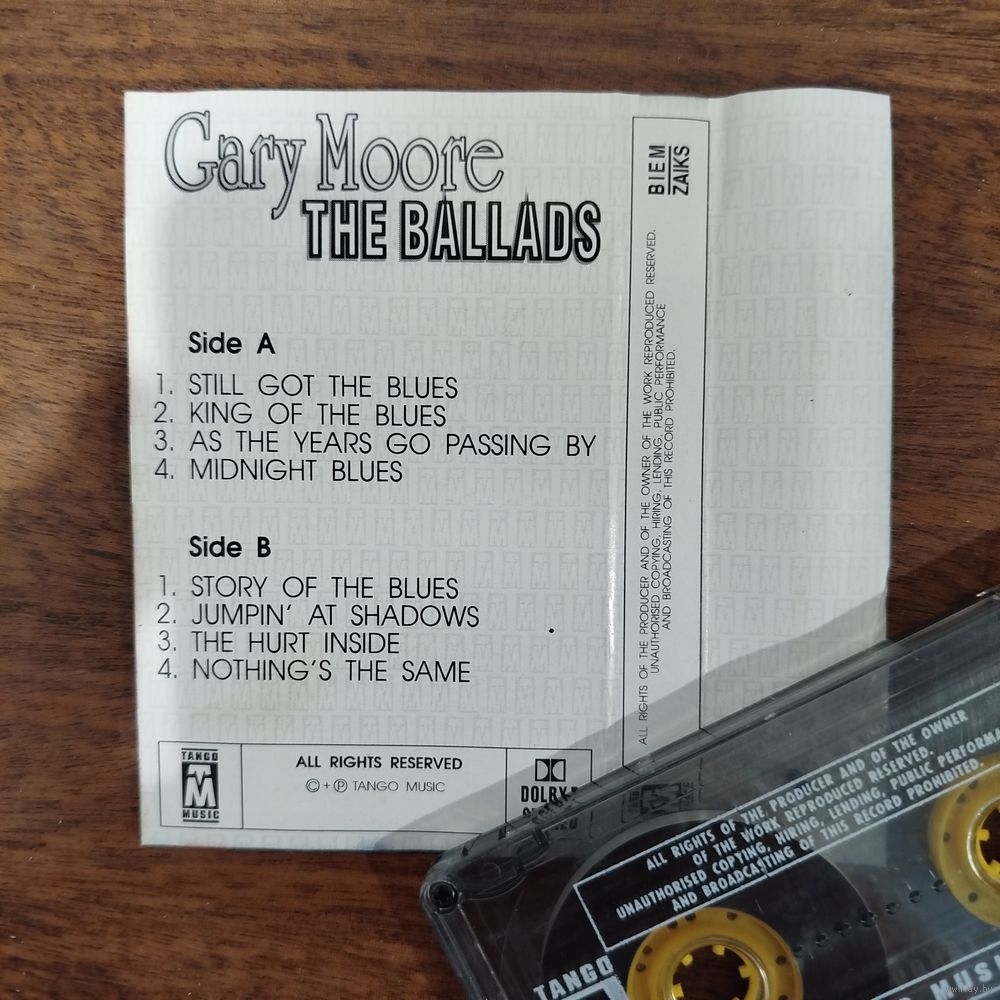 Gary Moore
THE BALLADS
Side A
1. STILL GOT THE BLUES
2. KING OF THE BLUES
3. AS THE YEARS GO PASSING BY
4. MIDNIGHT BLUES
Side B
1. STORY OF THE BLUES
2. JUMPIN' AT SHADOWS
3. THE HURT INSIDE
4. NOTHING'S THE SAME
TANGO
M
MUSIC
ALL RIGHTS RESERVED
© + ℗ TANGO MUSIC
DOLBY
BIEM
ZAIKS
ALL RIGHTS OF THE PRODUCER AND OF THE OWNER OF THE WORK REPRODUCED RESERVED.
UNAUTHORISED COPYING, HIRING, LENDING, PUBLIC PERFORMANCE
AND BROADCASTING OF THIS RECORD PROHIBITED.
ALL RIGHTS OF THE PRODUCER AND OF THE OWNER
OF THE WORK REPRODUCED RESERVED.
UNAUTHORISED COPYING, HIRING, LENDING, PUBLIC PERFORMA
AND BROADCASTING OF THIS RECORD PROHIBITED.
TANGO
MUSI